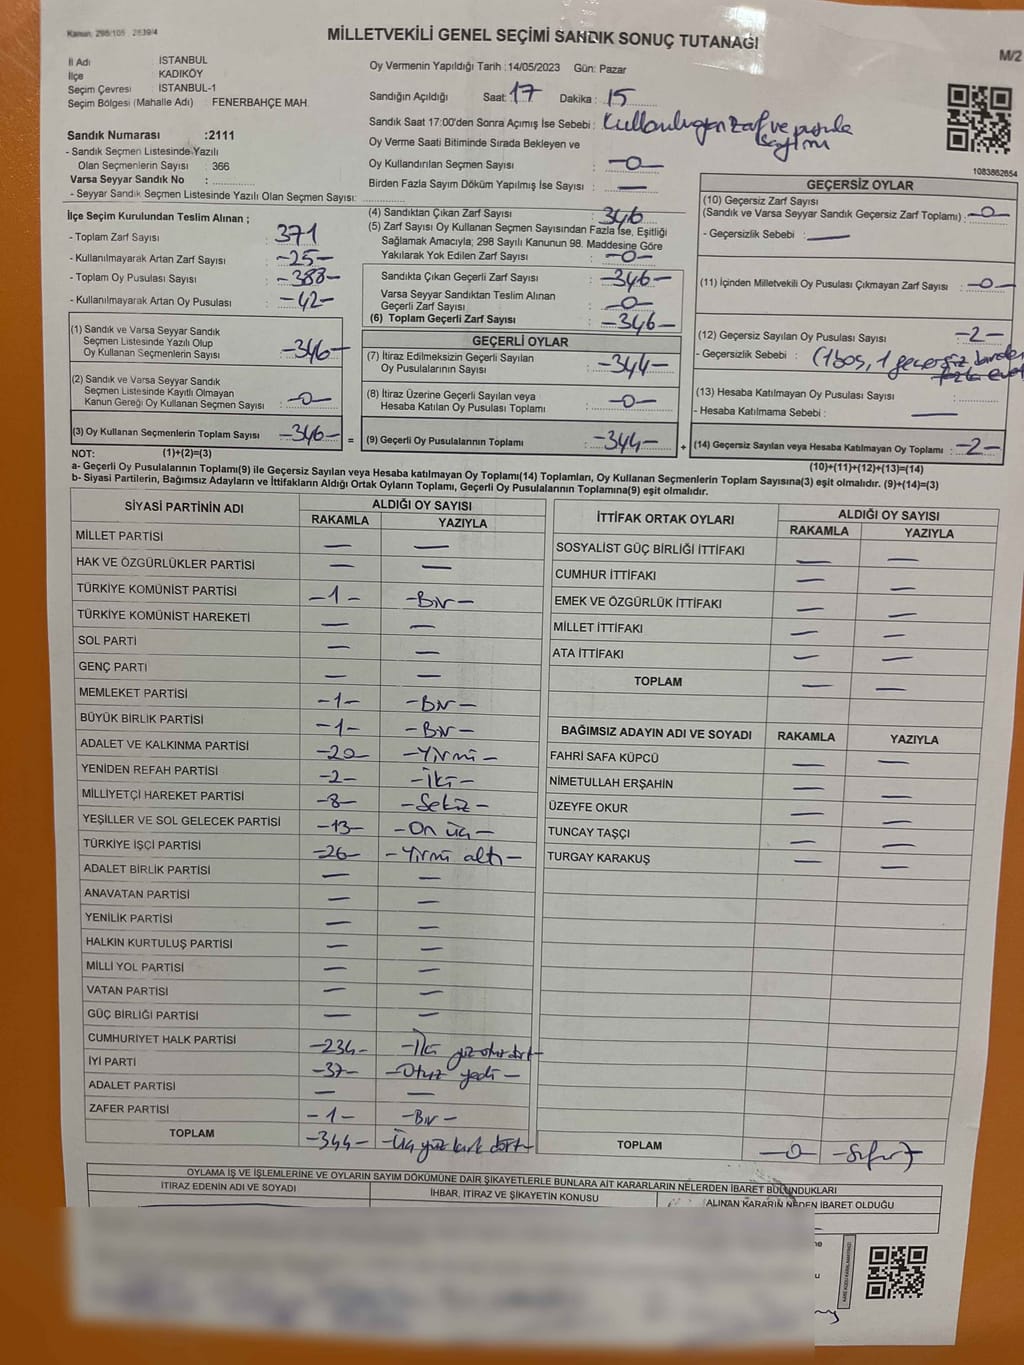 Kanun: 298/105 2839/4
MİLLETVEKİLİ GENEL SEÇİMİ SANDIK SONUÇ TUTANAĞI
M/2
İl Adı İSTANBUL
İlçe KADIKÖY
Seçim Çevresi İSTANBUL-1
Seçim Bölgesi (Mahalle Adı) : FENERBAHÇE MAH.
Oy Vermenin Yapıldığı Tarih : 14/05/2023 Gün: Pazar
Sandığın Açıldığı Saat: 17 Dakika : 15
Sandık Saat 17:00'den Sonra Açımış İse Sebebi : Kullanılmayan zarf ve pusula sayımı
Sandık Numarası :2111
- Sandık Seçmen Listesinde Yazılı
Olan Seçmenlerin Sayısı : 366
Varsa Seyyar Sandık No : ............
- Seyyar Sandık Seçmen Listesinde Yazılı Olan Seçmen Sayısı: ............
Oy Verme Saati Bitiminde Sırada Bekleyen ve
Oy Kullandırılan Seçmen Sayısı : -0-
Birden Fazla Sayım Döküm Yapılmış İse Sayısı : —
1083862654
İlçe Seçim Kurulundan Teslim Alınan ;
- Toplam Zarf Sayısı : 371
- Kullanılmayarak Artan Zarf Sayısı : -25-
- Toplam Oy Pusulası Sayısı : -388-
- Kullanılmayarak Artan Oy Pusulası : -42-
(1) Sandık ve Varsa Seyyar Sandık
Seçmen Listesinde Yazılı Olup
Oy Kullanan Seçmenlerin Sayısı : -346-
(2) Sandık ve Varsa Seyyar Sandık
Seçmen Listesinde Kayıtlı Olmayan
Kanun Gereği Oy Kullanan Seçmen Sayısı : -0-
(3) Oy Kullanan Seçmenlerin Toplam Sayısı -346- =
(4) Sandıktan Çıkan Zarf Sayısı : 346
(5) Zarf Sayısı Oy Kullanan Seçmen Sayısından Fazla İse, Eşitliği
Sağlamak Amacıyla; 298 Sayılı Kanunun 98. Maddesine Göre
Yakılarak Yok Edilen Zarf Sayısı : -0-
Sandıkta Çıkan Geçerli Zarf Sayısı : -346-
Varsa Seyyar Sandıktan Teslim Alınan
Geçerli Zarf Sayısı : -0-
(6) Toplam Geçerli Zarf Sayısı : -346-
GEÇERLİ OYLAR
(7) İtiraz Edilmeksizin Geçerli Sayılan
Oy Pusulalarının Sayısı : -344-
(8) İtiraz Üzerine Geçerli Sayılan veya
Hesaba Katılan Oy Pusulası Toplamı : -0-
(9) Geçerli Oy Pusulalarının Toplamı : -344- +
GEÇERSİZ OYLAR
(10) Geçersiz Zarf Sayısı
(Sandık ve Varsa Seyyar Sandık Geçersiz Zarf Toplamı) : -0-
- Geçersizlik Sebebi : —
(11) İçinden Milletvekili Oy Pusulası Çıkmayan Zarf Sayısı : -0-
(12) Geçersiz Sayılan Oy Pusulası Sayısı : -2-
- Geçersizlik Sebebi : (1 boş, 1 geçersiz birden
fazla evet
(13) Hesaba Katılmayan Oy Pusulası Sayısı : ............
- Hesaba Katılmama Sebebi : —
(14) Geçersiz Sayılan veya Hesaba Katılmayan Oy Toplamı : -2-
NOT: (1)+(2)=(3)
(10)+(11)+(12)+(13)=(14)
a- Geçerli Oy Pusulalarının Toplamı(9) ile Geçersiz Sayılan veya Hesaba katılmayan Oy Toplamı(14) Toplamları, Oy Kullanan Seçmenlerin Toplam Sayısına(3) eşit olmalıdır. (9)+(14)=(3)
b- Siyasi Partilerin, Bağımsız Adayların ve İttifakların Aldığı Ortak Oyların Toplamı, Geçerli Oy Pusulalarının Toplamına(9) eşit olmalıdır.
SİYASİ PARTİNİN ADI ALDIĞI OY SAYISI
RAKAMLA YAZIYLA
MİLLET PARTİSİ — —
HAK VE ÖZGÜRLÜKLER PARTİSİ — —
TÜRKİYE KOMÜNİST PARTİSİ -1- -Bir-
TÜRKİYE KOMÜNİST HAREKETİ — —
SOL PARTİ — —
GENÇ PARTİ — —
MEMLEKET PARTİSİ -1- -Bir-
BÜYÜK BİRLİK PARTİSİ -1- -Bir-
ADALET VE KALKINMA PARTİSİ -20- -Yirmi-
YENİDEN REFAH PARTİSİ -2- -İki-
MİLLİYETÇİ HAREKET PARTİSİ -8- -Sekiz-
YEŞİLLER VE SOL GELECEK PARTİSİ -13- -On üç-
TÜRKİYE İŞÇİ PARTİSİ -26- -Yirmi altı-
ADALET BİRLİK PARTİSİ — —
ANAVATAN PARTİSİ — —
YENİLİK PARTİSİ — —
HALKIN KURTULUŞ PARTİSİ — —
MİLLİ YOL PARTİSİ — —
VATAN PARTİSİ — —
GÜÇ BİRLİĞİ PARTİSİ — —
CUMHURİYET HALK PARTİSİ -234- -İki yüz otuz dört-
İYİ PARTİ -37- -Otuz yedi-
ADALET PARTİSİ — —
ZAFER PARTİSİ -1- -Bir-
TOPLAM -344- -Üç yüz kırk dört-
İTTİFAK ORTAK OYLARI ALDIĞI OY SAYISI
RAKAMLA YAZIYLA
SOSYALİST GÜÇ BİRLİĞİ İTTİFAKI — —
CUMHUR İTTİFAKI — —
EMEK VE ÖZGÜRLÜK İTTİFAKI — —
MİLLET İTTİFAKI — —
ATA İTTİFAKI — —
TOPLAM — —
BAĞIMSIZ ADAYIN ADI VE SOYADI RAKAMLA YAZIYLA
FAHRİ SAFA KÜPCÜ — —
NİMETULLAH ERŞAHİN — —
ÜZEYFE OKUR — —
TUNCAY TAŞÇI — —
TURGAY KARAKUŞ — —
TOPLAM -0- -Sıfır-
OYLAMA İŞ VE İŞLEMLERİNE VE OYLARIN SAYIM DÖKÜMÜNE DAİR ŞİKAYETLERLE BUNLARA AİT KARARLARIN NELERDEN İBARET BULUNDUKLARI
İTİRAZ EDENİN ADI VE SOYADI İHBAR, İTİRAZ VE ŞİKAYETİN KONUSU ALINAN KARARIN NEDEN İBARET OLDUĞU